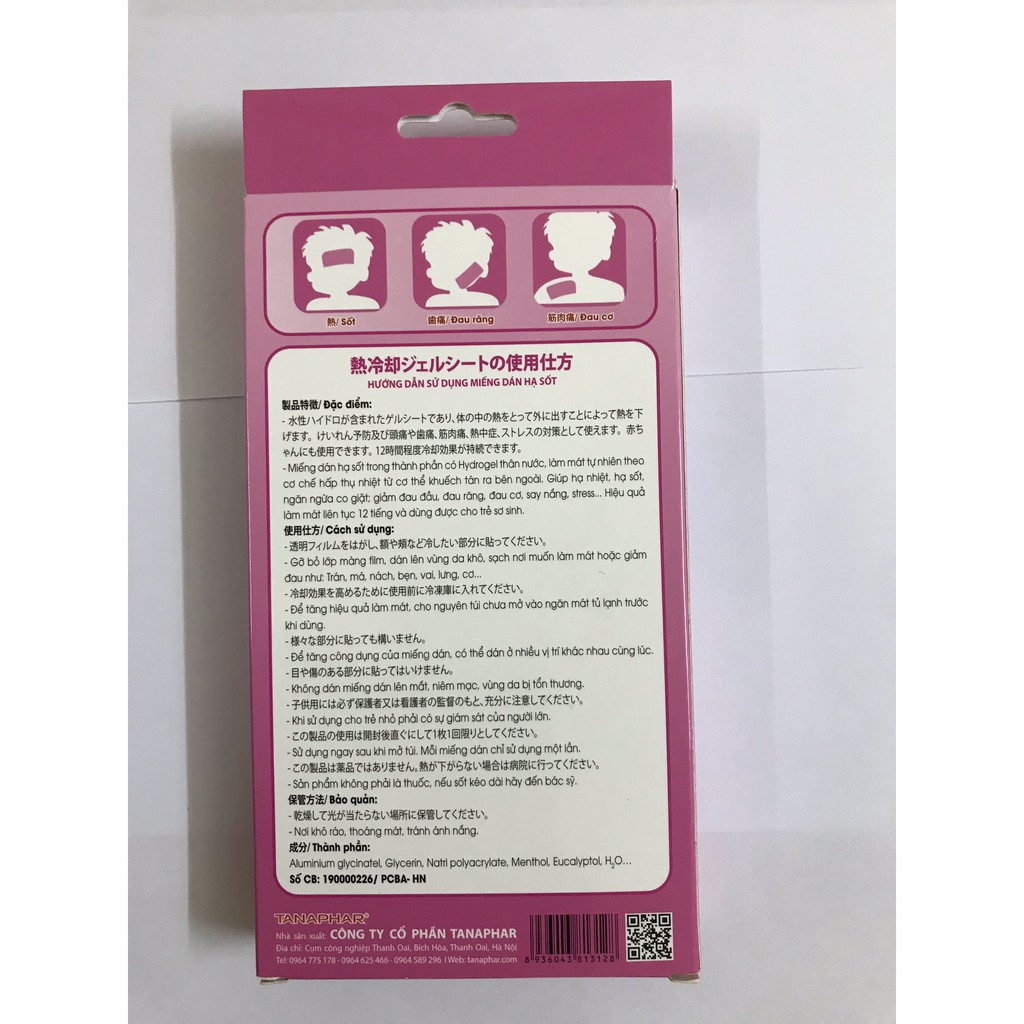 熱/ Sốt
歯痛/ Đau răng
筋肉痛/ Đau cơ
熱冷却ジェルシートの使用仕方
HƯỚNG DẪN SỬ DỤNG MIẾNG DÁN HẠ SỐT
製品特徴/ Đặc điểm:
- 水性ハイドロが含まれたゲルシートであり、体の中の熱をとって外に出すことによって熱を下
げます。けいれん予防及び頭痛や歯痛、筋肉痛、熱中症、ストレスの対策として使えます。赤ち
ゃんにも使用できます。12時間程度冷却効果が持続できます。
- Miếng dán hạ sốt trong thành phần có Hydrogel thân nước, làm mát tự nhiên theo
cơ chế hấp thụ nhiệt từ cơ thể khuếch tán ra bên ngoài. Giúp hạ nhiệt, hạ sốt,
ngăn ngừa co giật; giảm đau đầu, đau răng, đau cơ, say nắng, stress... Hiệu quả
làm mát liên tục 12 tiếng và dùng được cho trẻ sơ sinh.
使用仕方/ Cách sử dụng:
- 透明フィルムをはがし、額や頬など冷したい部分に貼ってください。
- Gỡ bỏ lớp màng film, dán lên vùng da khô, sạch nơi muốn làm mát hoặc giảm
đau như: Trán, má, nách, bẹn, vai, lưng, cơ...
- 冷却効果を高めるために使用前に冷凍庫に入れてください。
- Để tăng hiệu quả làm mát, cho nguyên túi chưa mở vào ngăn mát tủ lạnh trước
khi dùng.
- 様々な部分に貼っても構いません。
- Để tăng công dụng của miếng dán, có thể dán ở nhiều vị trí khác nhau cùng lúc.
- 目や傷のある部分に貼ってはいけません。
- Không dán miếng dán lên mắt, niêm mạc, vùng da bị tổn thương.
- 子供用には必ず保護者又は看護者の監督のもと、充分に注意してください。
- Khi sử dụng cho trẻ nhỏ phải có sự giám sát của người lớn.
- この製品の使用は開封後直ぐにして1枚1回限りとしてください。
- Sử dụng ngay sau khi mở túi. Mỗi miếng dán chỉ sử dụng một lần.
- この製品は薬品ではありません。熱が下がらない場合は病院に行ってください。
- Sản phẩm không phải là thuốc, nếu sốt kéo dài hãy đến bác sỹ.
保管方法/ Bảo quản:
- 乾燥して光が当たらない場所に保管してください。
- Nơi khô ráo, thoáng mát, tránh ánh nắng.
成分/ Thành phần:
Aluminium glycinatel, Glycerin, Natri polyacrylate, Menthol, Eucalyptol, H₂O...
Số CB: 190000226/ PCBA- HN
TANAPHAR®
Nhà sản xuất: CÔNG TY CỔ PHẦN TANAPHAR
Địa chỉ: Cụm công nghiệp Thanh Oai, Bích Hòa, Thanh Oai, Hà Nội
Tel: 0964 775 178 - 0964 625 466 - 0964 589 296 I Web: tanaphar.com
8 936043 813128